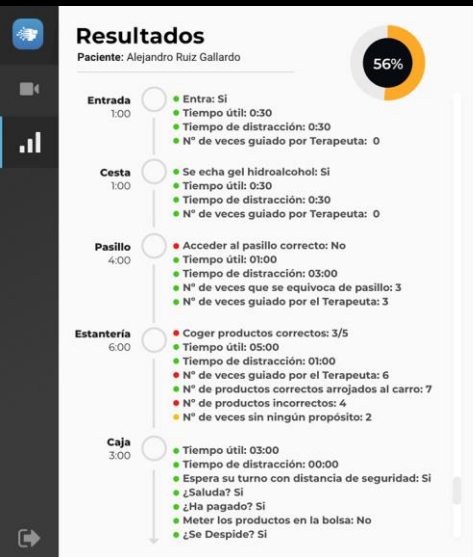 Resultados
Paciente: Alejandro Ruiz Gallardo
56%
Entrada
1:00
Entra: Si
Tiempo útil: 0:30
Tiempo de distracción: 0:30
Nº de veces guiado por Terapeuta: 0
Cesta
1:00
Se echa gel hidroalcohol: Si
Tiempo útil: 0:30
Tiempo de distracción: 0:30
Nº de veces guiado por Terapeuta: 0
Pasillo
4:00
Acceder al pasillo correcto: No
Tiempo útil: 01:00
Tiempo de distracción: 03:00
Nº de veces que se equivoca de pasillo: 3
Nº de veces guiado por el Terapeuta: 3
Estantería
6:00
Coger productos correctos: 3/5
Tiempo útil: 05:00
Tiempo de distracción: 01:00
Nº de veces guiado por el Terapeuta: 6
Nº de productos correctos arrojados al carro: 7
Nº de productos incorrectos: 4
Nº de veces sin ningún propósito: 2
Caja
3:00
Tiempo útil: 03:00
Tiempo de distracción: 00:00
Espera su turno con distancia de seguridad: Si
¿Saluda? Si
¿Ha pagado? Si
Meter los productos en la bolsa: No
¿Se Despide? Si